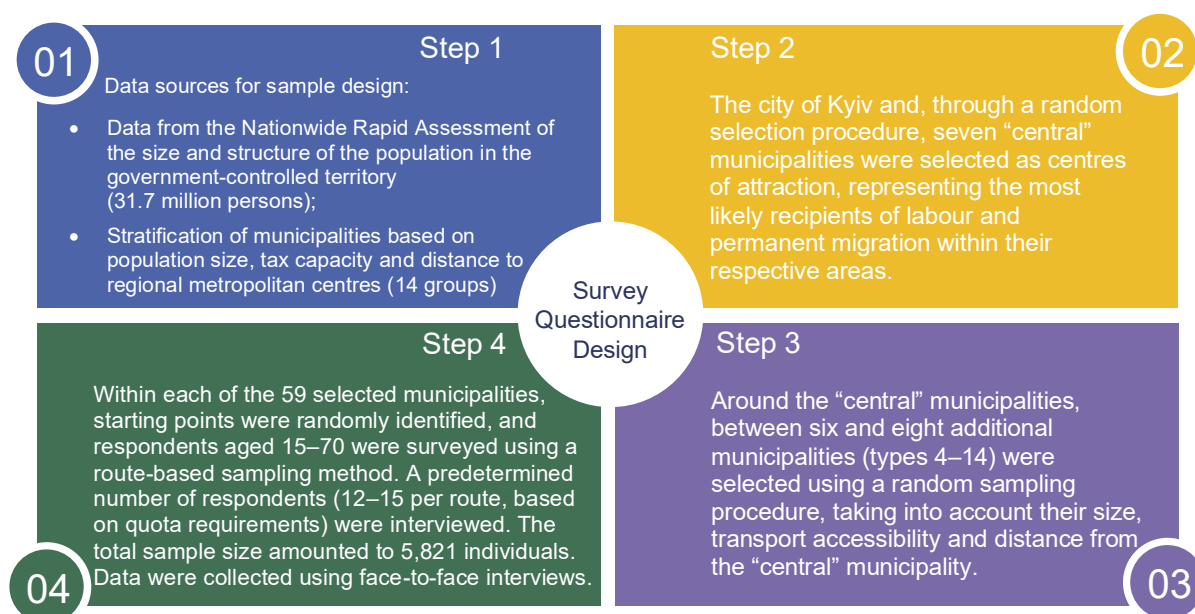 01
Step 1
Data sources for sample design:
• Data from the Nationwide Rapid Assessment of
the size and structure of the population in the
government-controlled territory
(31.7 million persons);
• Stratification of municipalities based on
population size, tax capacity and distance to
regional metropolitan centres (14 groups)
02
Step 2
The city of Kyiv and, through a random
selection procedure, seven “central”
municipalities were selected as centres
of attraction, representing the most
likely recipients of labour and
permanent migration within their
respective areas.
Survey
Questionnaire
Design
Step 3
Around the “central” municipalities,
between six and eight additional
municipalities (types 4–14) were
selected using a random sampling
procedure, taking into account their size,
transport accessibility and distance from
the “central” municipality.
03
Step 4
Within each of the 59 selected municipalities,
starting points were randomly identified, and
respondents aged 15–70 were surveyed using a
route-based sampling method. A predetermined
number of respondents (12–15 per route, based
on quota requirements) were interviewed. The
total sample size amounted to 5,821 individuals.
Data were collected using face-to-face interviews.
04